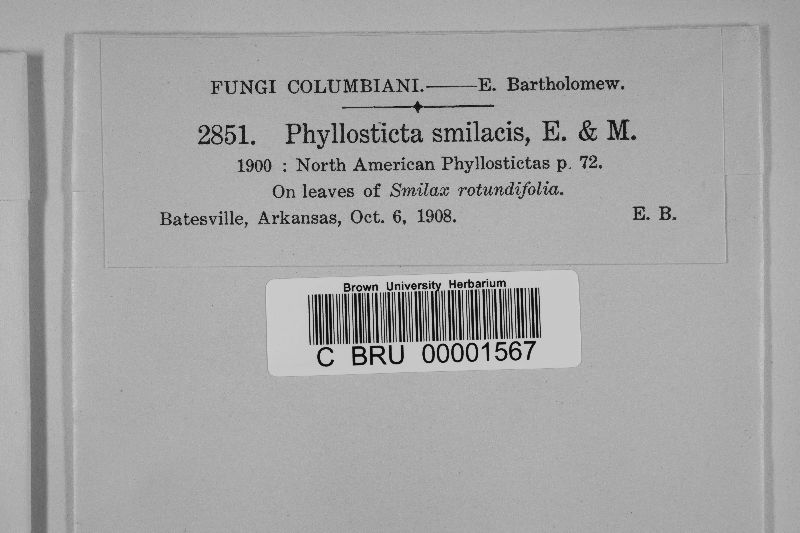 FUNGI COLUMBIANI.——E. Bartholomew.
2851. Phyllosticta smilacis, E. & M.
1900 : North American Phyllostictas p. 72.
On leaves of Smilax rotundifolia.
Batesville, Arkansas, Oct. 6, 1908. E. B.
Brown University Herbarium
C BRU 00001567